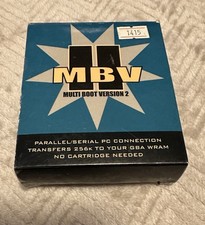 1415
MBV
MULTI BOOT VERSION 2
PARALLEL/SERIAL PC CONNECTION
TRANSFERS 256K TO YOUR GBA WRAM
NO CARTRIDGE NEEDED